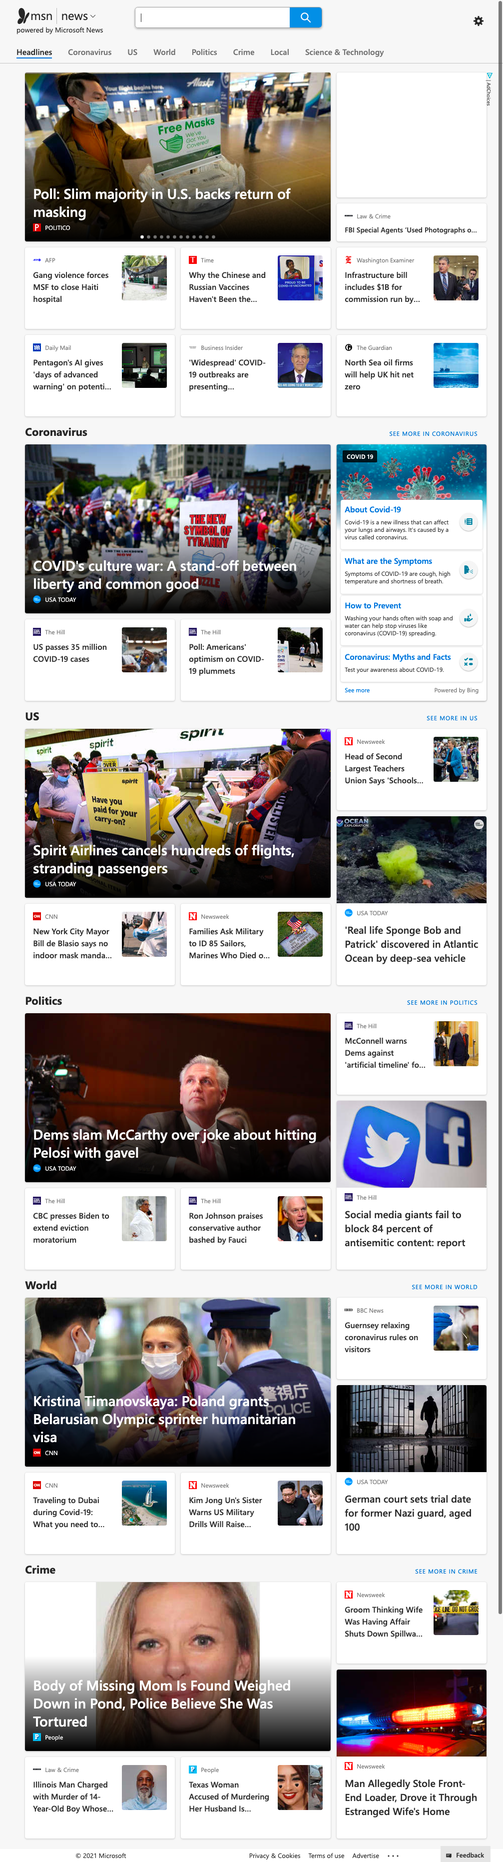 msn news
powered by Microsoft News
Headlines Coronavirus US World Politics Crime Local Science & Technology
AdChoices
Alaska
Free Masks
We've
Got You
Covered!
Poll: Slim majority in U.S. backs return of
masking
POLITICO
Law & Crime
FBI Special Agents 'Used Photographs o...
AFP
Gang violence forces
MSF to close Haiti
hospital
Time
Why the Chinese and
Russian Vaccines
Haven't Been the...
Washington Examiner
Infrastructure bill
includes $1B for
commission run by...
Daily Mail
Pentagon's AI gives
'days of advanced
warning' on potenti...
Business Insider
'Widespread' COVID-
19 outbreaks are
presenting...
The Guardian
North Sea oil firms
will help UK hit net
zero
Coronavirus
SEE MORE IN CORONAVIRUS
THE NEW
SYMBOL OF
TYRANNY
COVID's culture war: A stand-off between
liberty and common good
USA TODAY
COVID 19
About Covid-19
Covid-19 is a new illness that can affect
your lungs and airways. It's caused by a
virus called coronavirus.
What are the Symptoms
Symptoms of COVID-19 are cough, high
temperature and shortness of breath.
How to Prevent
Washing your hands often with soap and
water can help stop viruses like
coronavirus (COVID-19) spreading.
Coronavirus: Myths and Facts
Test your awareness about COVID-19.
See more
Powered by Bing
The Hill
US passes 35 million
COVID-19 cases
The Hill
Poll: Americans'
optimism on COVID-
19 plummets
US
SEE MORE IN US
spirit
spirit
spirit
Have you
paid for your
carry-on?
Spirit Airlines cancels hundreds of flights,
stranding passengers
USA TODAY
Newsweek
Head of Second
Largest Teachers
Union Says 'Schools...
OCEAN
EXPLORATION
USA TODAY
'Real life Sponge Bob and
Patrick' discovered in Atlantic
Ocean by deep-sea vehicle
CNN
New York City Mayor
Bill de Blasio says no
indoor mask manda...
Newsweek
Families Ask Military
to ID 85 Sailors,
Marines Who Died o...
Politics
SEE MORE IN POLITICS
Dems slam McCarthy over joke about hitting
Pelosi with gavel
USA TODAY
The Hill
McConnell warns
Dems against
'artificial timeline' fo...
The Hill
Social media giants fail to
block 84 percent of
antisemitic content: report
The Hill
CBC presses Biden to
extend eviction
moratorium
The Hill
Ron Johnson praises
conservative author
bashed by Fauci
World
SEE MORE IN WORLD
警視庁
POLICE
Kristina Timanovskaya: Poland grants
Belarusian Olympic sprinter humanitarian
visa
CNN
BBC News
Guernsey relaxing
coronavirus rules on
visitors
USA TODAY
German court sets trial date
for former Nazi guard, aged
100
CNN
Traveling to Dubai
during Covid-19:
What you need to...
Newsweek
Kim Jong Un's Sister
Warns US Military
Drills Will Raise...
Crime
SEE MORE IN CRIME
Body of Missing Mom Is Found Weighed
Down in Pond, Police Believe She Was
Tortured
People
Newsweek
Groom Thinking Wife
Was Having Affair
Shuts Down Spillwa...
Newsweek
Man Allegedly Stole Front-
End Loader, Drove it Through
Estranged Wife's Home
Law & Crime
Illinois Man Charged
with Murder of 14-
Year-Old Boy Whose...
People
Texas Woman
Accused of Murdering
Her Husband Is...
© 2021 Microsoft Privacy & Cookies Terms of use Advertise ... Feedback